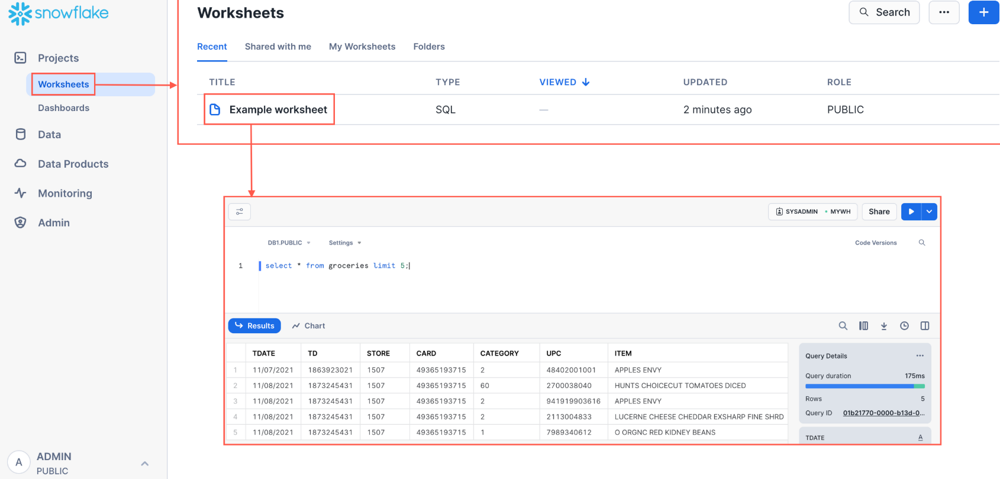 snowflake
Projects
Worksheets
Dashboards
Data
Data Products
Monitoring
Admin
A
ADMIN
PUBLIC
Worksheets
Search
Recent Shared with me My Worksheets Folders
TITLE TYPE VIEWED UPDATED ROLE
Example worksheet SQL — 2 minutes ago PUBLIC
SYSADMIN • MYWH Share
DB1.PUBLIC Settings Code Versions
1 select * from groceries limit 5;
Results Chart
TDATE TD STORE CARD CATEGORY UPC ITEM
1 11/07/2021 1863923021 1507 49365193715 2 48402001001 APPLES ENVY
2 11/08/2021 1873245431 1507 49365193715 60 2700038040 HUNTS CHOICECUT TOMATOES DICED
3 11/08/2021 1873245431 1507 49365193715 2 941919903616 APPLES ENVY
4 11/08/2021 1873245431 1507 49365193715 2 2113004833 LUCERNE CHEESE CHEDDAR EXSHARP FINE SHRD
5 11/08/2021 1873245431 1507 49365193715 1 7989340612 O ORGNC RED KIDNEY BEANS
Query Details ...
Query duration 175ms
Rows 5
Query ID 01b21770-0000-b13d-0...
TDATE A